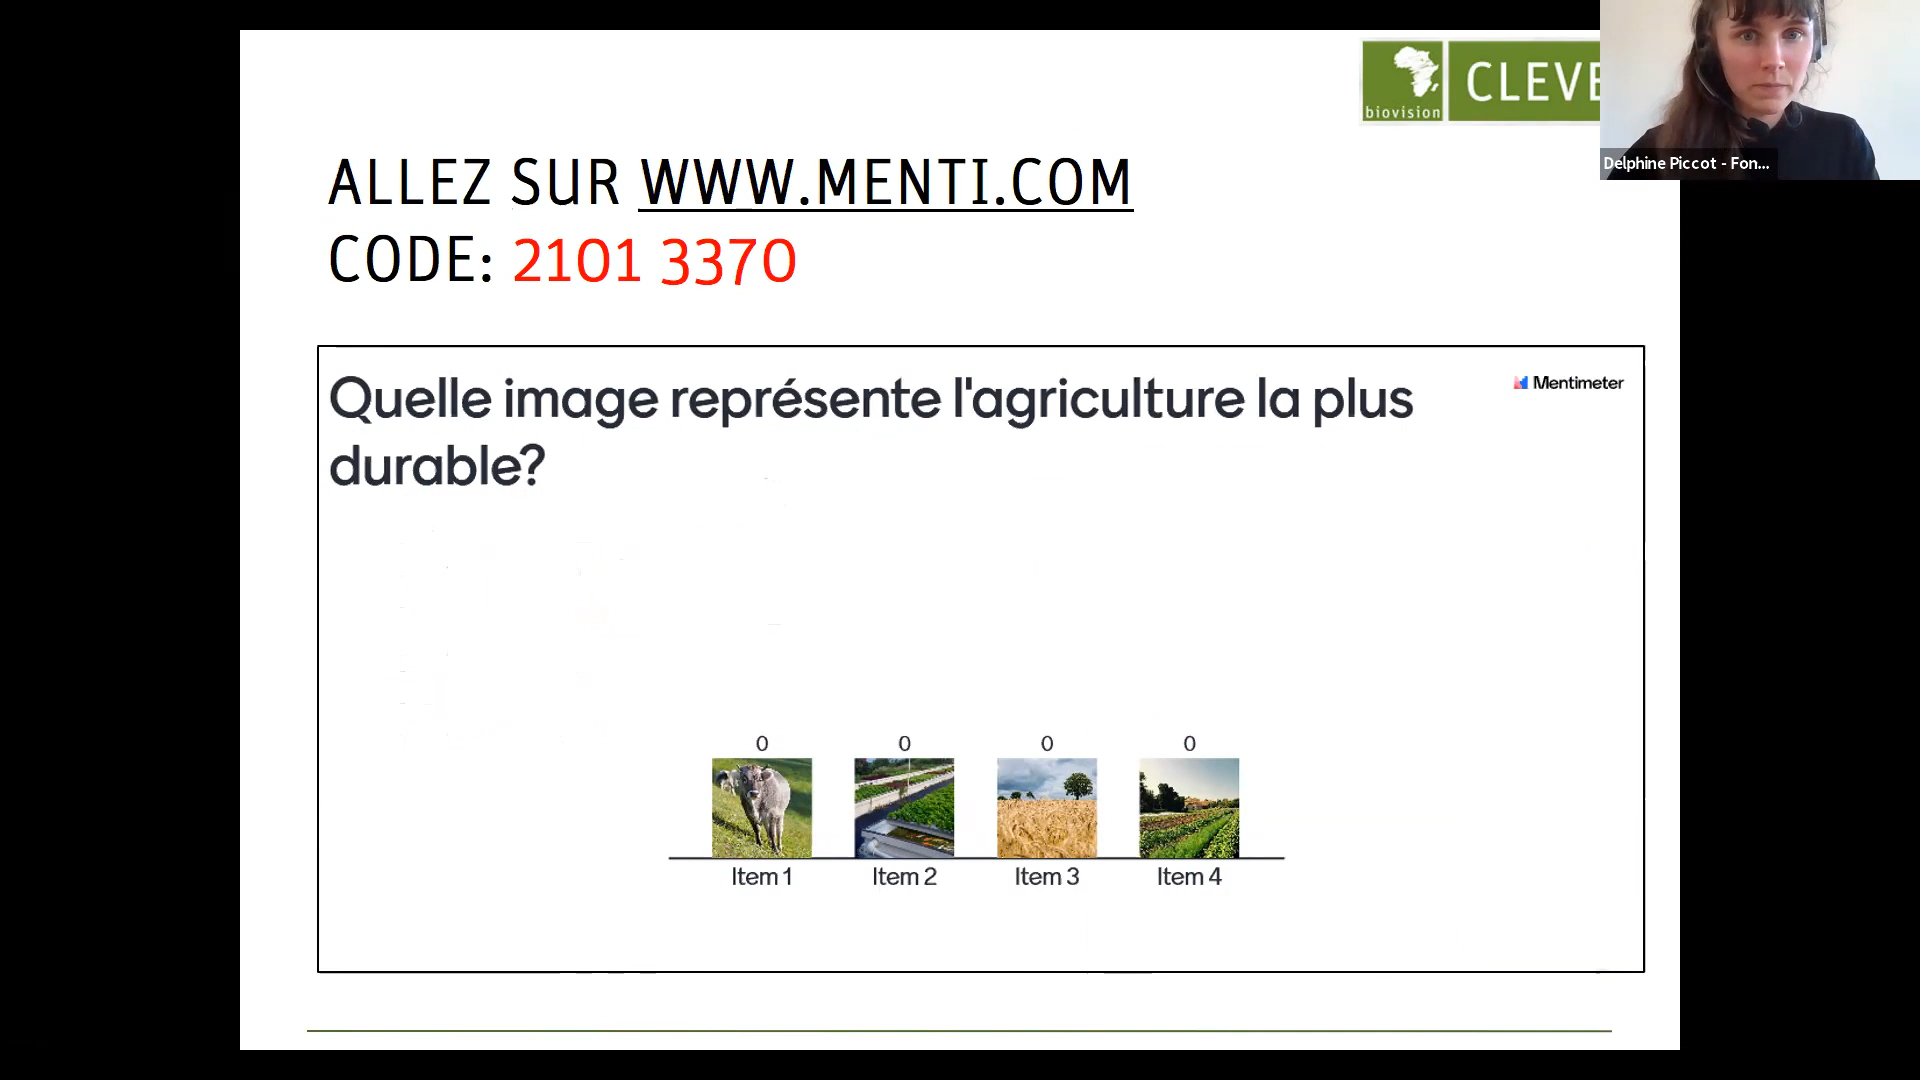 biovision
CLEVE
Delphine Piccot - Fon...
ALLEZ SUR WWW.MENTI.COM
CODE: 2101 3370
Quelle image représente l'agriculture la plus
durable?
Mentimeter
0 0 0 0
Item 1 Item 2 Item 3 Item 4